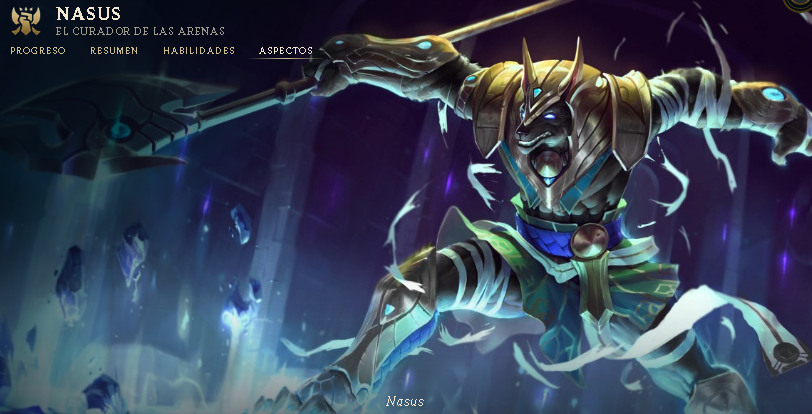 NASUS
EL CURADOR DE LAS ARENAS
PROGRESO RESUMEN HABILIDADES ASPECTOS
Nasus